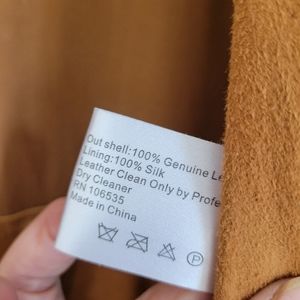 Out shell:100% Genuine Le
Lining:100% Silk
Leather Clean Only by Profe
Dry Cleaner
RN 106535
Made in China
P